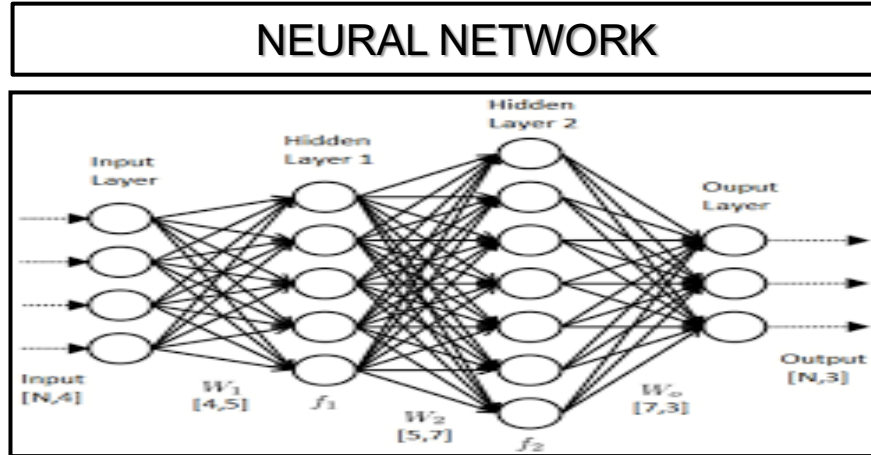 NEURAL NETWORK
Input
Layer
Hidden
Layer 1
Hidden
Layer 2
Ouput
Layer
Input
[N,4]
W₁
[4,5]
f₁
W₂
[5,7]
f₂
Wₒ
[7,3]
Output
[N,3]